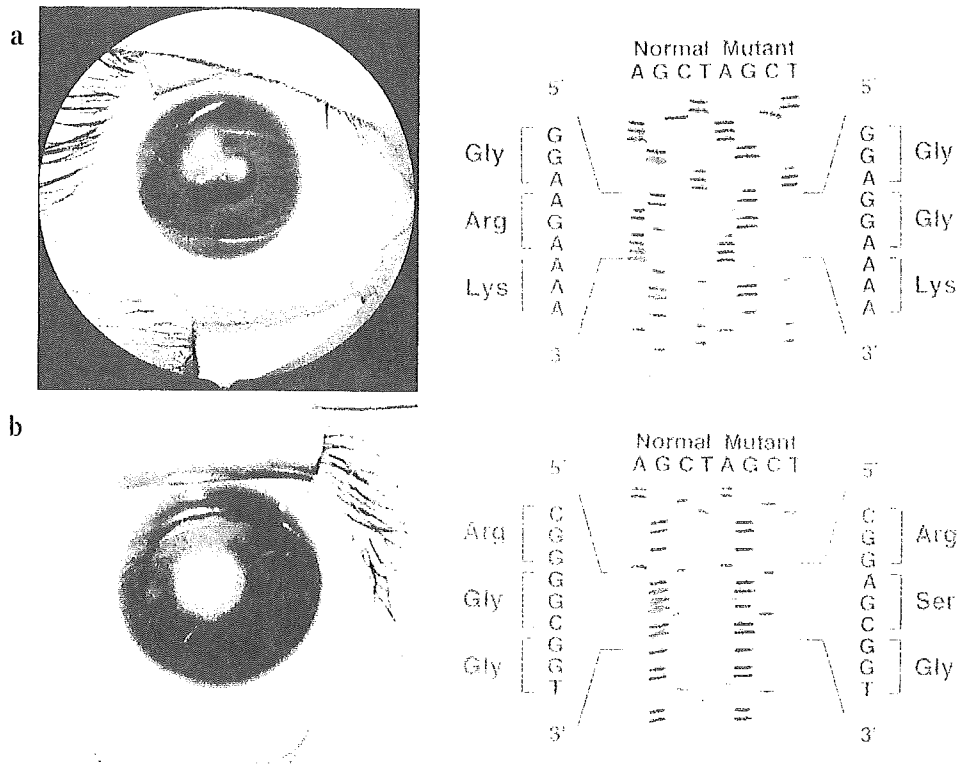 a
Normal Mutant
A G C T A G C T
5' 5'
Gly G G A G G A Gly
Arg A G A G G A Gly
Lys A A A A A A Lys
3' 3'
b
Normal Mutant
A G C T A G C T
5' 5'
Arg C G G C G G Arg
Gly G G C A G C Ser
Gly G G T G G T Gly
3' 3'